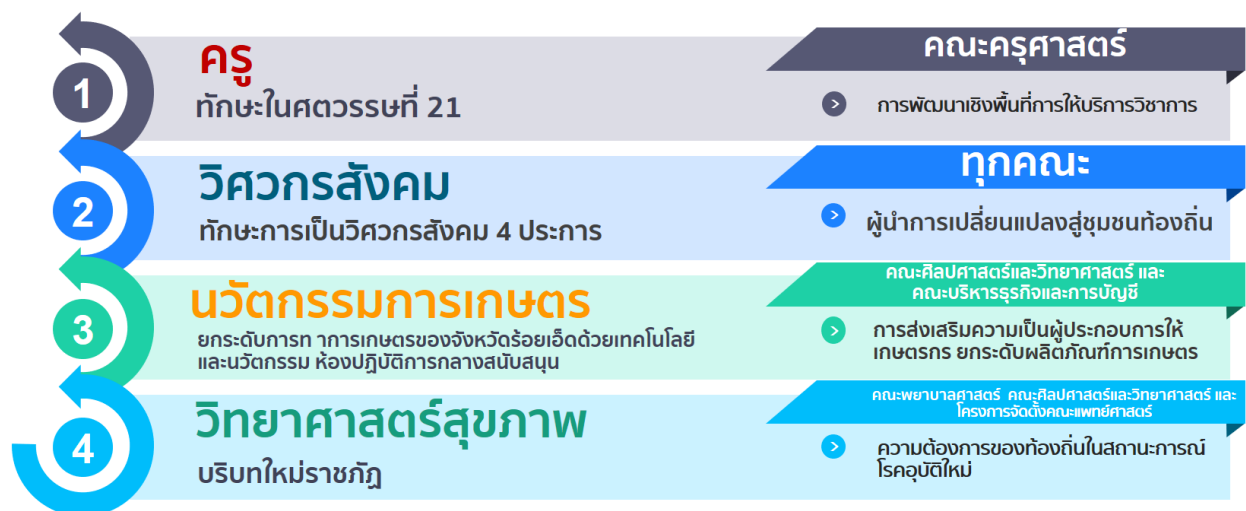 1
ครู
ทักษะในศตวรรษที่ 21
คณะครุศาสตร์
การพัฒนาเชิงพื้นที่การให้บริการวิชาการ
2
วิศวกรสังคม
ทักษะการเป็นวิศวกรสังคม 4 ประการ
ทุกคณะ
ผู้นำการเปลี่ยนแปลงสู่ชุมชนท้องถิ่น
3
นวัตกรรมการเกษตร
ยกระดับการท าการเกษตรของจังหวัดร้อยเอ็ดด้วยเทคโนโลยี
และนวัตกรรม ห้องปฏิบัติการกลางสนับสนุน
คณะศิลปศาสตร์และวิทยาศาสตร์ และ
คณะบริหารธุรกิจและการบัญชี
การส่งเสริมความเป็นผู้ประกอบการให้
เกษตรกร ยกระดับผลิตภัณฑ์การเกษตร
4
วิทยาศาสตร์สุขภาพ
บริบทใหม่ราชภัฏ
คณะพยาบาลศาสตร์ คณะศิลปศาสตร์และวิทยาศาสตร์ และ
โครงการจัดตั้งคณะแพทย์ศาสตร์
ความต้องการของท้องถิ่นในสถานะการณ์
โรคอุบัติใหม่